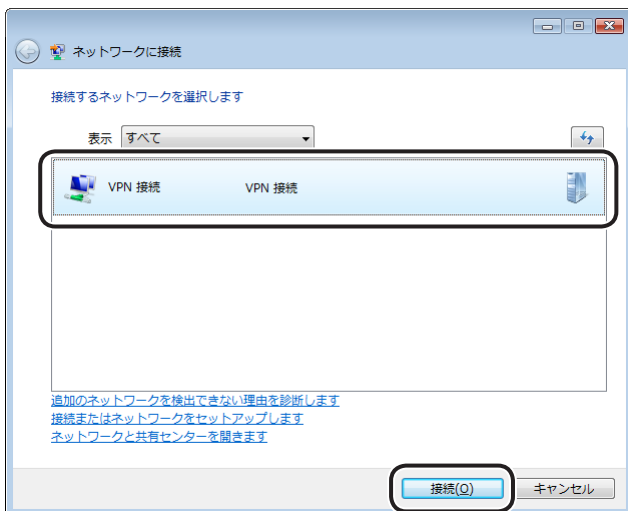 ネットワークに接続
接続するネットワークを選択します
表示 すべて
VPN 接続 VPN 接続
追加のネットワークを検出できない理由を診断します
接続またはネットワークをセットアップします
ネットワークと共有センターを開きます
接続(O) キャンセル